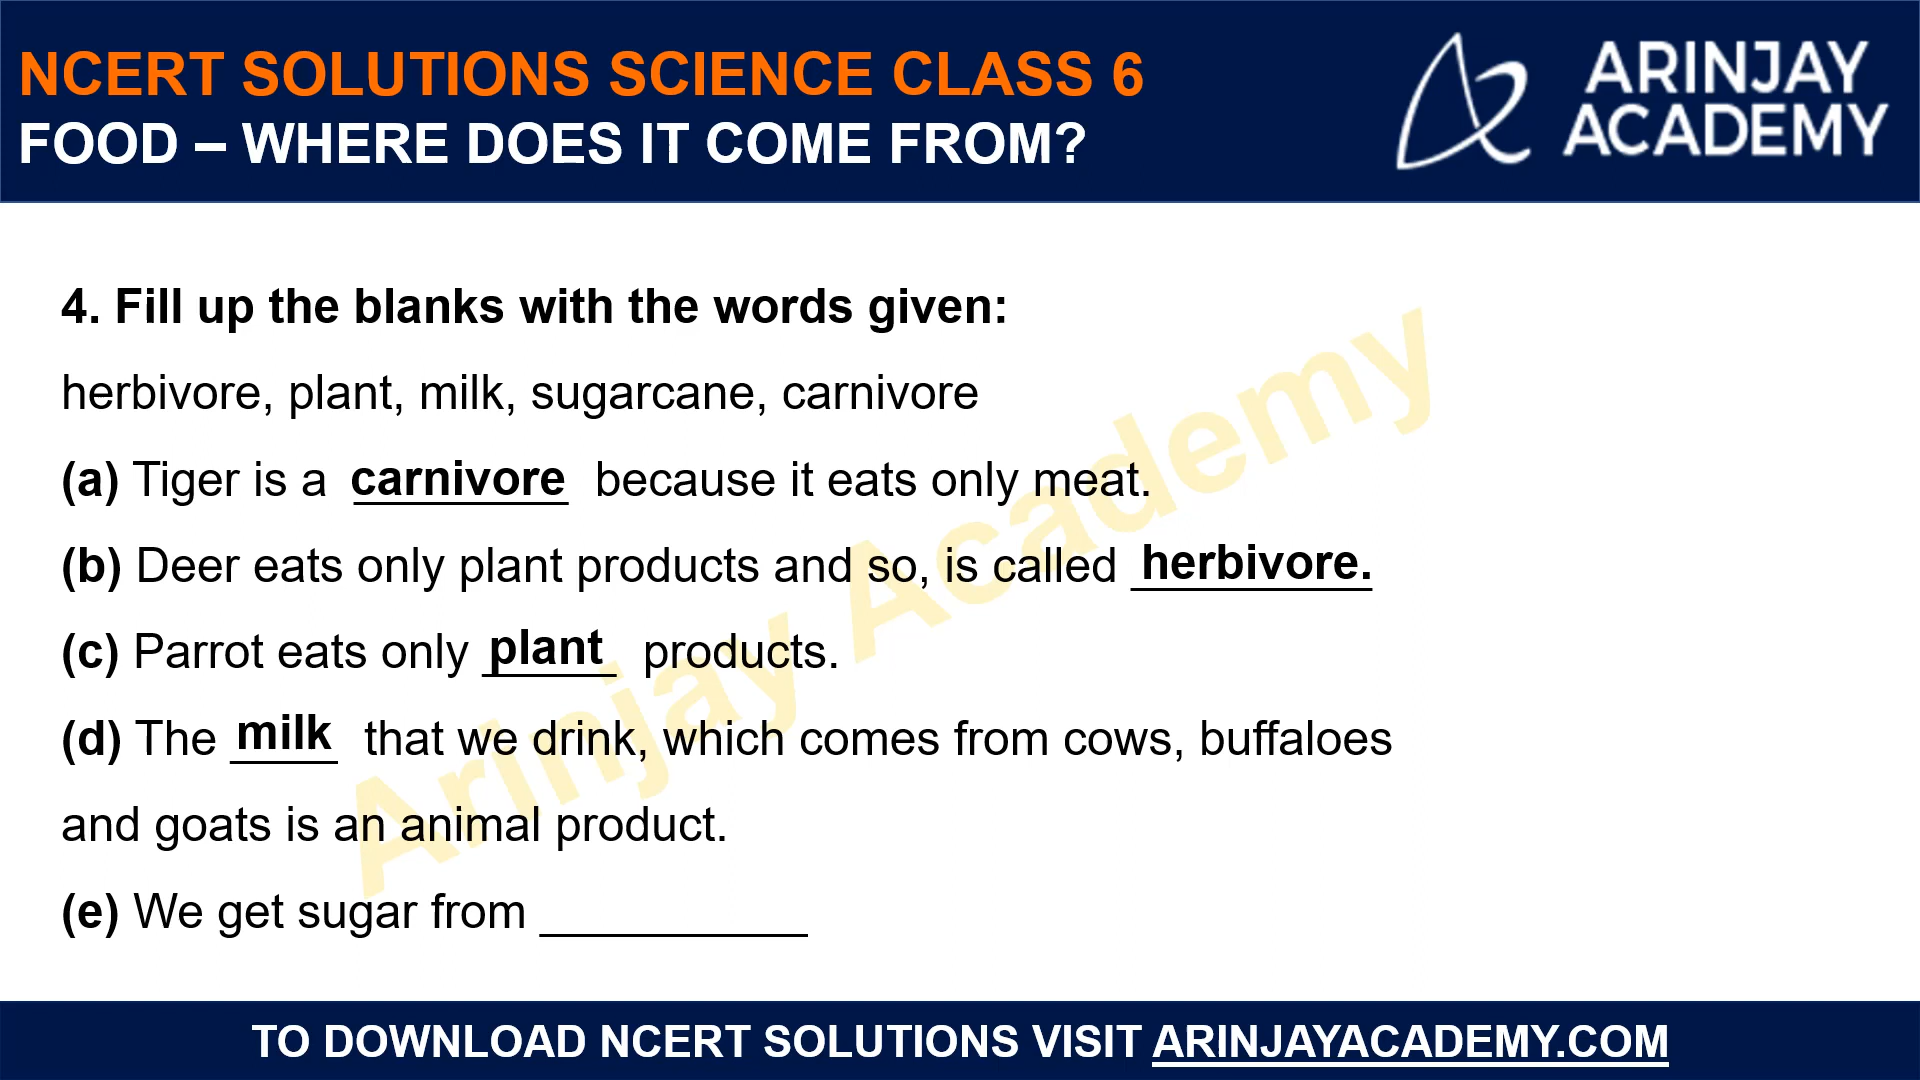 NCERT SOLUTIONS SCIENCE CLASS 6
FOOD – WHERE DOES IT COME FROM?
ARINJAY
ACADEMY
4. Fill up the blanks with the words given:
herbivore, plant, milk, sugarcane, carnivore
(a) Tiger is a carnivore because it eats only meat.
(b) Deer eats only plant products and so, is called herbivore.
(c) Parrot eats only plant products.
(d) The milk that we drink, which comes from cows, buffaloes
and goats is an animal product.
(e) We get sugar from ___________
Arinjay Academy
TO DOWNLOAD NCERT SOLUTIONS VISIT ARINJAYACADEMY.COM